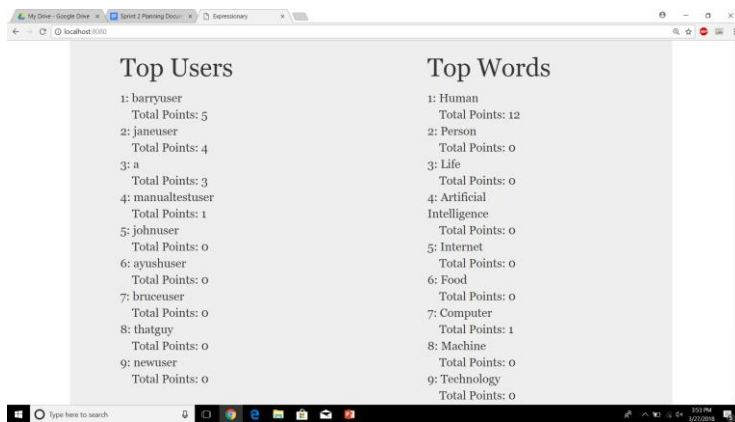 My Drive - Google Drive
Sprint 2 Planning Docum
Expressionary
localhost:8080
Top Users
1: barryuser
Total Points: 5
2: janeuser
Total Points: 4
3: a
Total Points: 3
4: manualtestuser
Total Points: 1
5: johnuser
Total Points: 0
6: ayushuser
Total Points: 0
7: bruceuser
Total Points: 0
8: thatguy
Total Points: 0
9: newuser
Total Points: 0
Top Words
1: Human
Total Points: 12
2: Person
Total Points: 0
3: Life
Total Points: 0
4: Artificial
Intelligence
Total Points: 0
5: Internet
Total Points: 0
6: Food
Total Points: 0
7: Computer
Total Points: 1
8: Machine
Total Points: 0
9: Technology
Total Points: 0
Type here to search
3:53 PM
3/27/2018